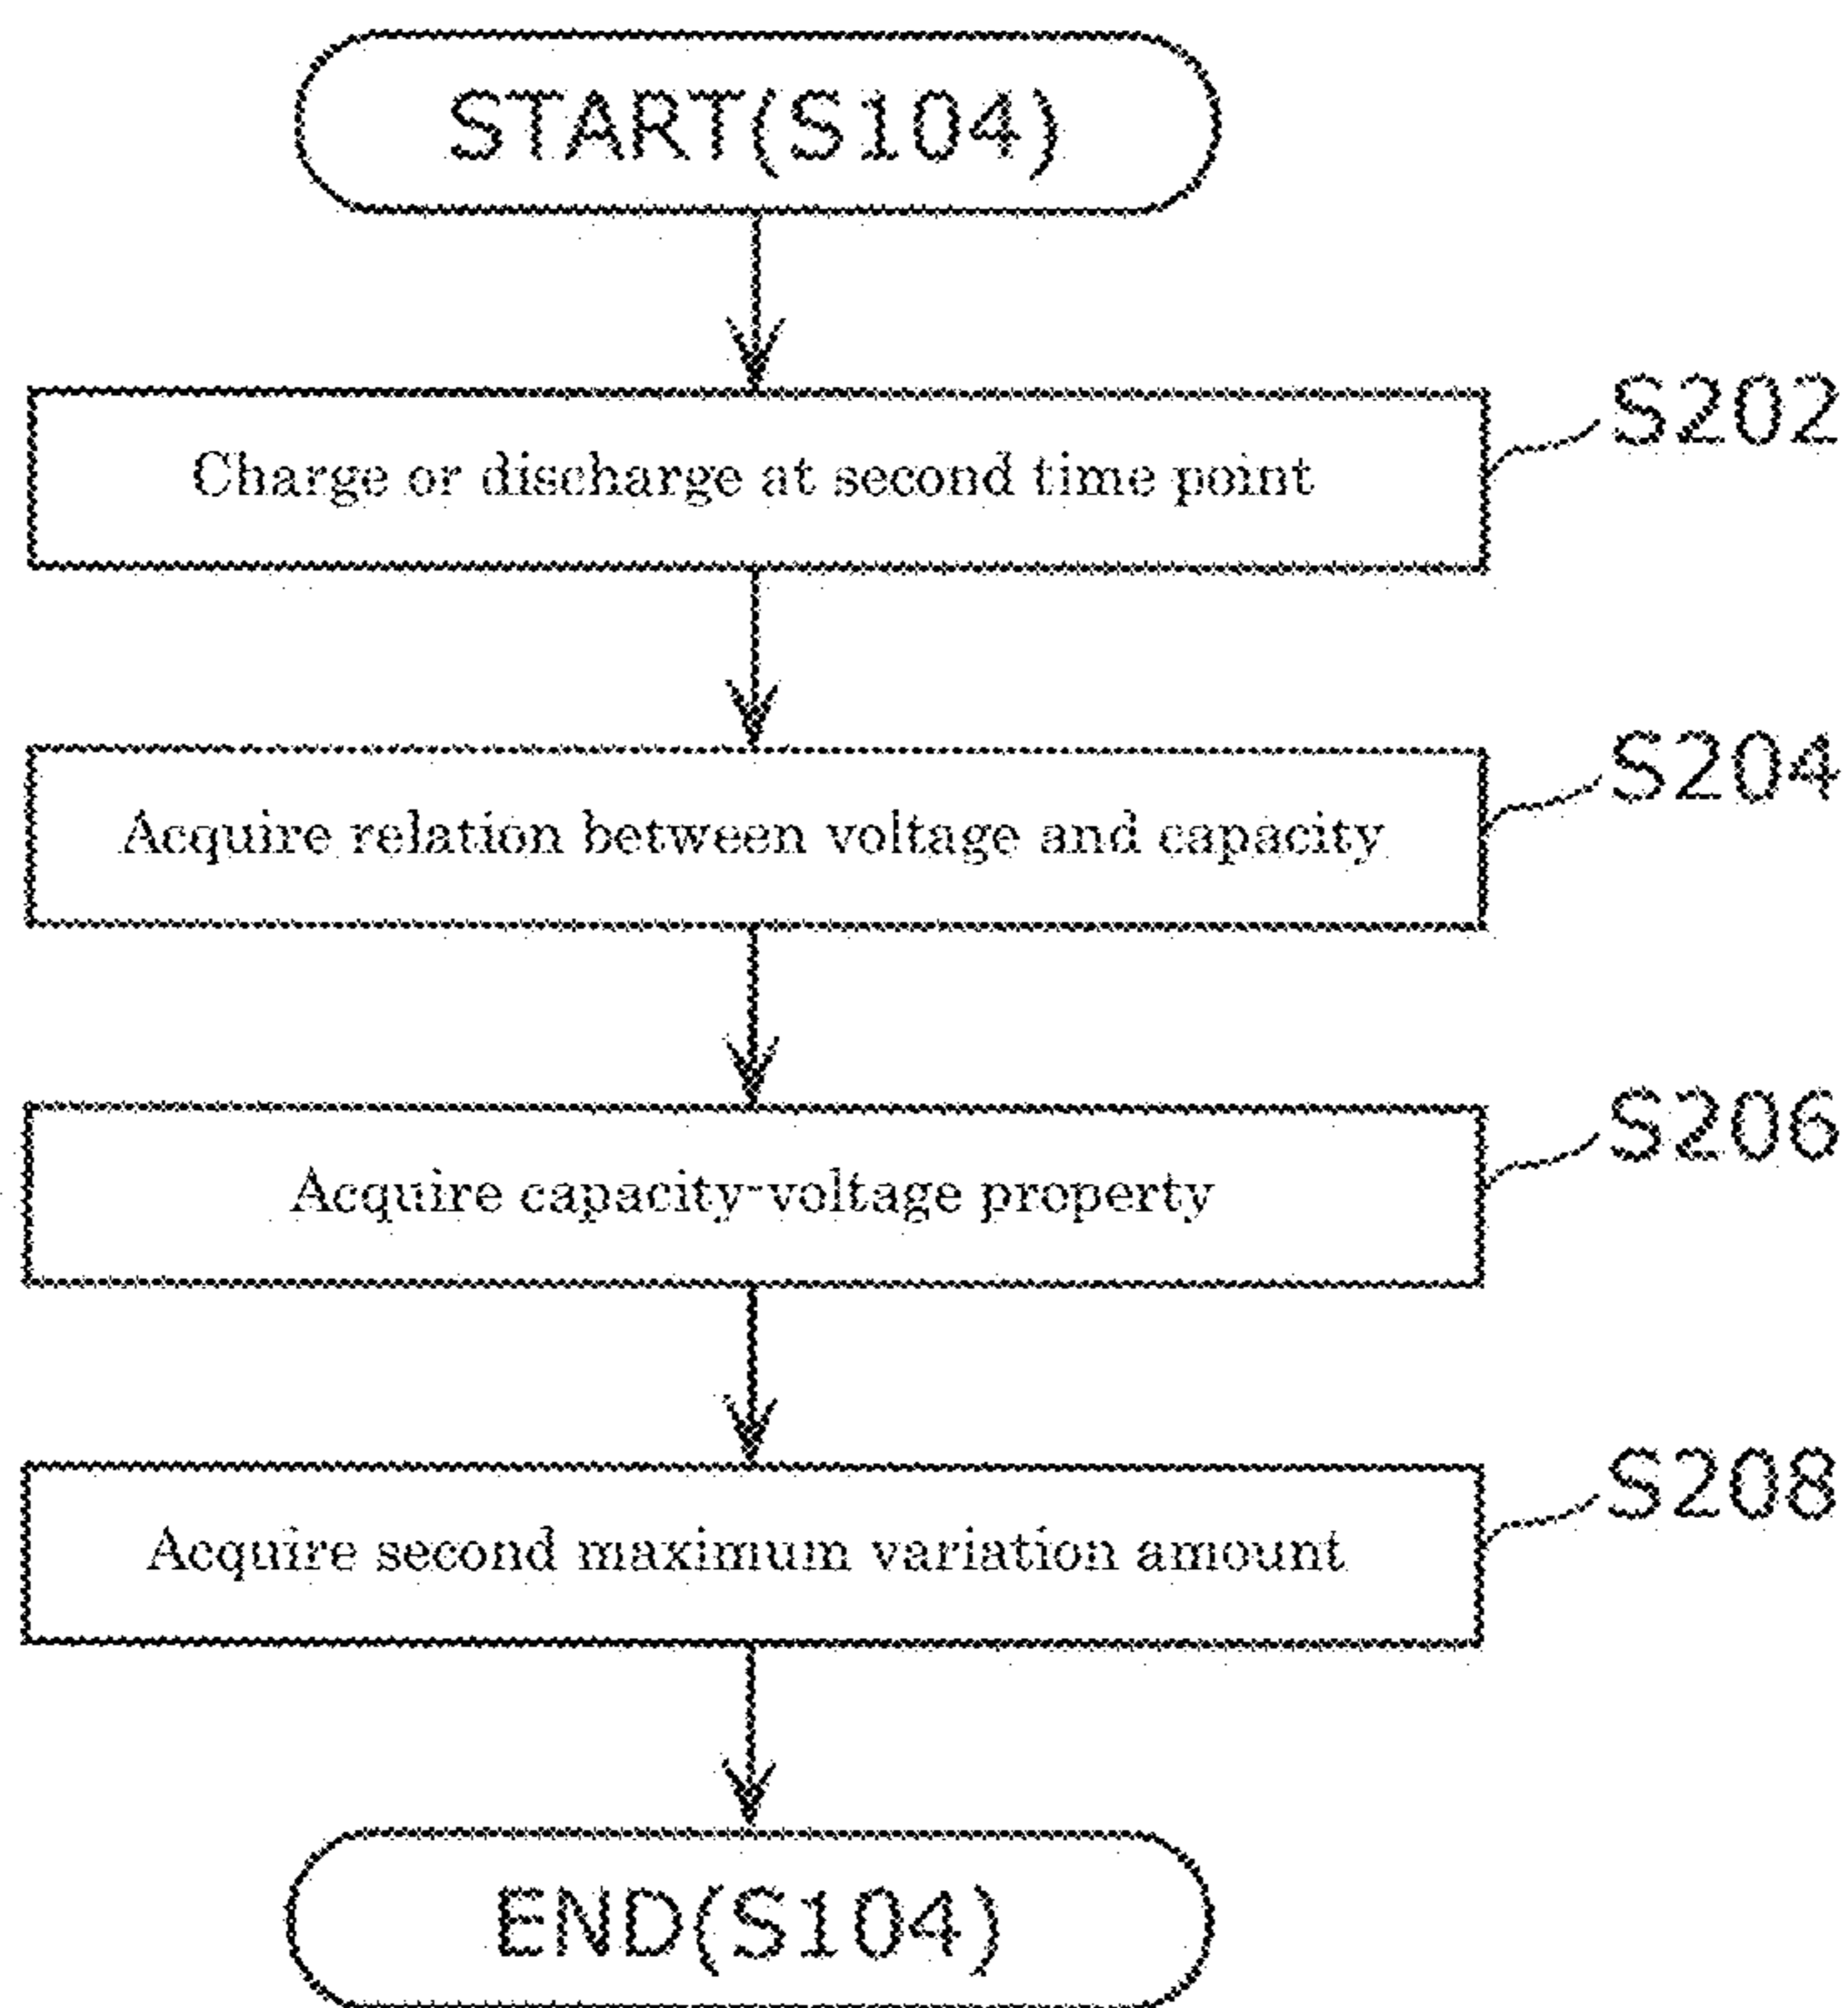 START(S104)
S202
Charge or discharge at second time point
S204
Acquire relation between voltage and capacity
S206
Acquire capacity-voltage property
S208
Acquire second maximum variation amount
END(S104)